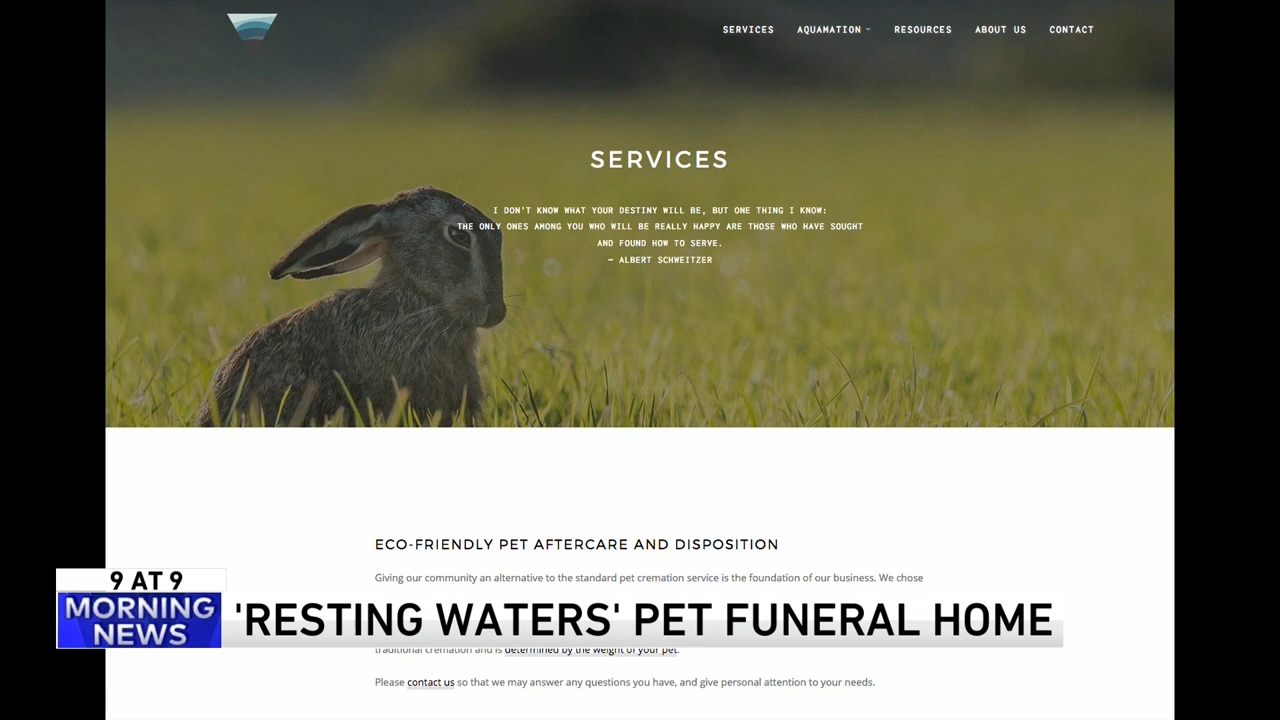 SERVICES AQUAMATION RESOURCES ABOUT US CONTACT
SERVICES
I DON'T KNOW WHAT YOUR DESTINY WILL BE, BUT ONE THING I KNOW:
THE ONLY ONES AMONG YOU WHO WILL BE REALLY HAPPY ARE THOSE WHO HAVE SOUGHT
AND FOUND HOW TO SERVE.
– ALBERT SCHWEITZER
ECO-FRIENDLY PET AFTERCARE AND DISPOSITION
Giving our community an alternative to the standard pet cremation service is the foundation of our business. We chose
9 AT 9
MORNING
NEWS
'RESTING WATERS' PET FUNERAL HOME
traditional cremation and is determined by the weight of your pet.
Please contact us so that we may answer any questions you have, and give personal attention to your needs.